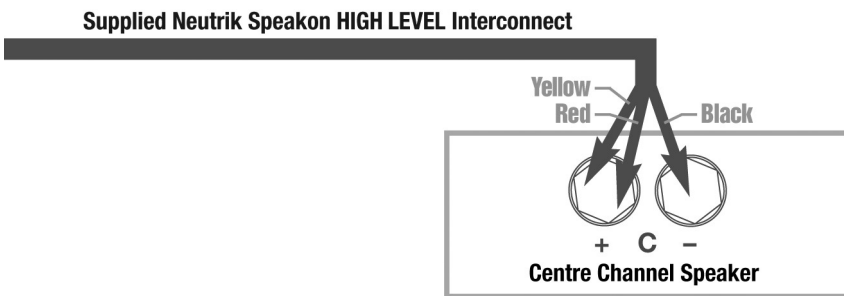 Supplied Neutrik Speakon HIGH LEVEL Interconnect
Yellow
Red
Black
+ C –
Centre Channel Speaker